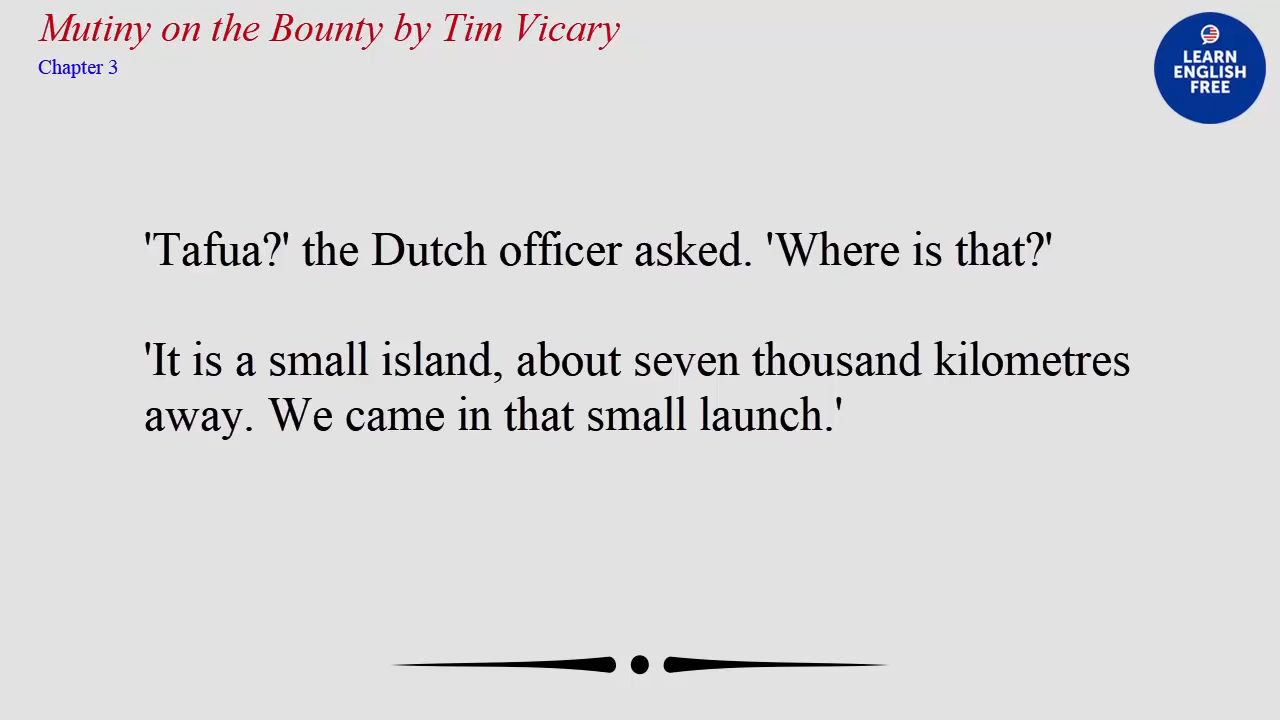 Mutiny on the Bounty by Tim Vicary
Chapter 3
LEARN
ENGLISH
FREE
'Tafua?' the Dutch officer asked. 'Where is that?'
'It is a small island, about seven thousand kilometres
away. We came in that small launch.'